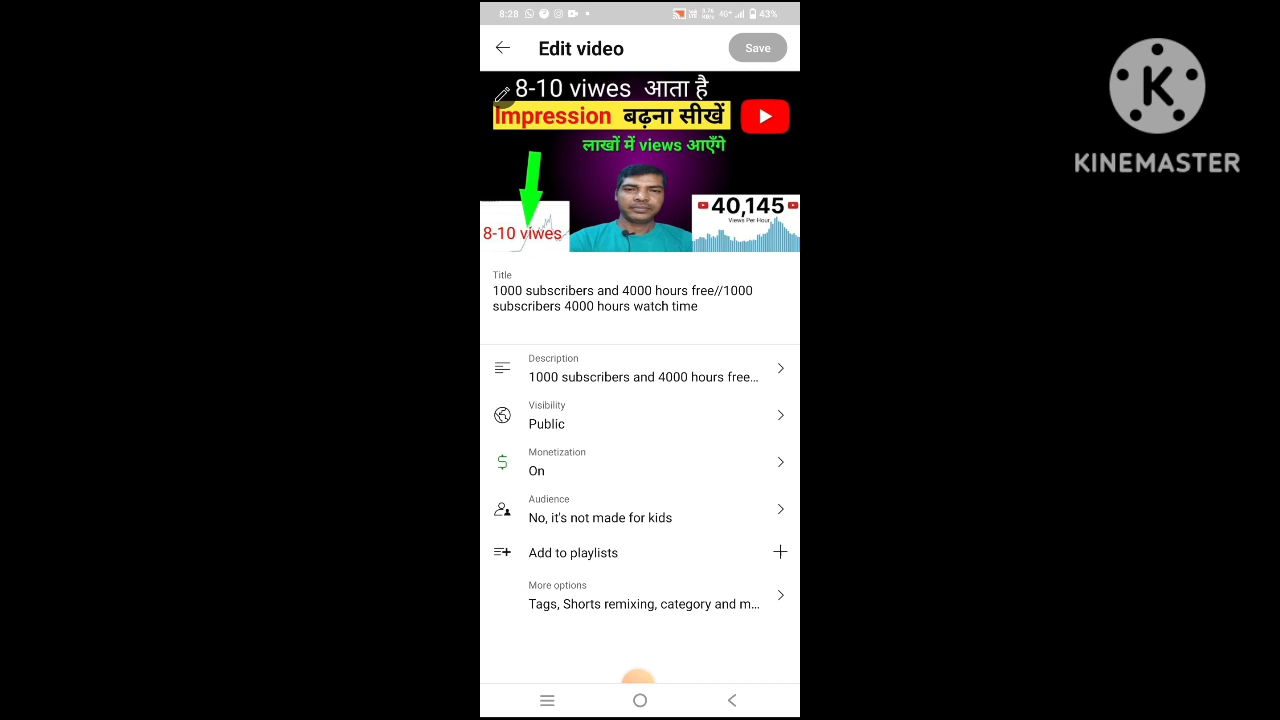 8:28
4G+
43%
Edit video
Save
8-10 viwes आता है
Impression बढ़ना सीखें
लाखों में views आएँगे
40,145
Views Per Hour
8-10 viwes
Title
1000 subscribers and 4000 hours free//1000
subscribers 4000 hours watch time
Description
1000 subscribers and 4000 hours free...
Visibility
Public
Monetization
On
Audience
No, it's not made for kids
Add to playlists
More options
Tags, Shorts remixing, category and m...
K
KINEMASTER